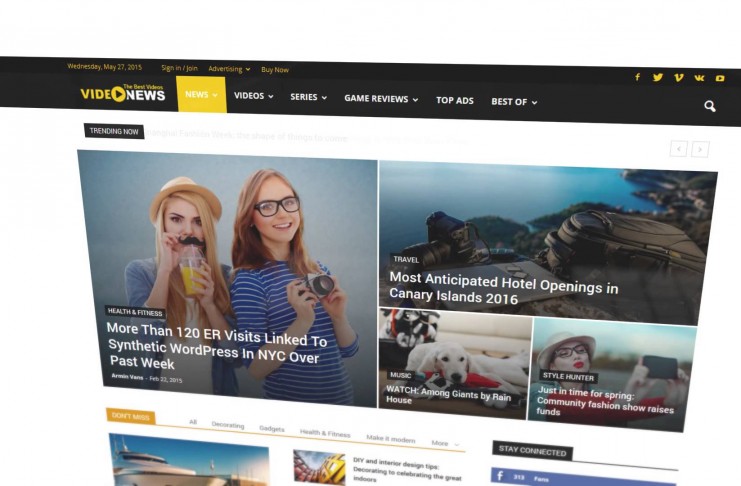 Wednesday, May 27, 2015 Sign in / Join Advertising Buy Now
The Best Videos
VIDEONEWS
NEWS VIDEOS SERIES GAME REVIEWS TOP ADS BEST OF
TRENDING NOW
HEALTH & FITNESS
More Than 120 ER Visits Linked To
Synthetic WordPress In NYC Over
Past Week
Armin Vans - Feb 22, 2015
TRAVEL
Most Anticipated Hotel Openings in
Canary Islands 2016
MUSIC
WATCH: Among Giants by Rain
House
STYLE HUNTER
Just in time for spring:
Community fashion show raises
funds
DON'T MISS
All Decorating Gadgets Health & Fitness Make it modern More
DIY and interior design tips:
Decorating to celebrating the great
indoors
STAY CONNECTED
f 315 Fans